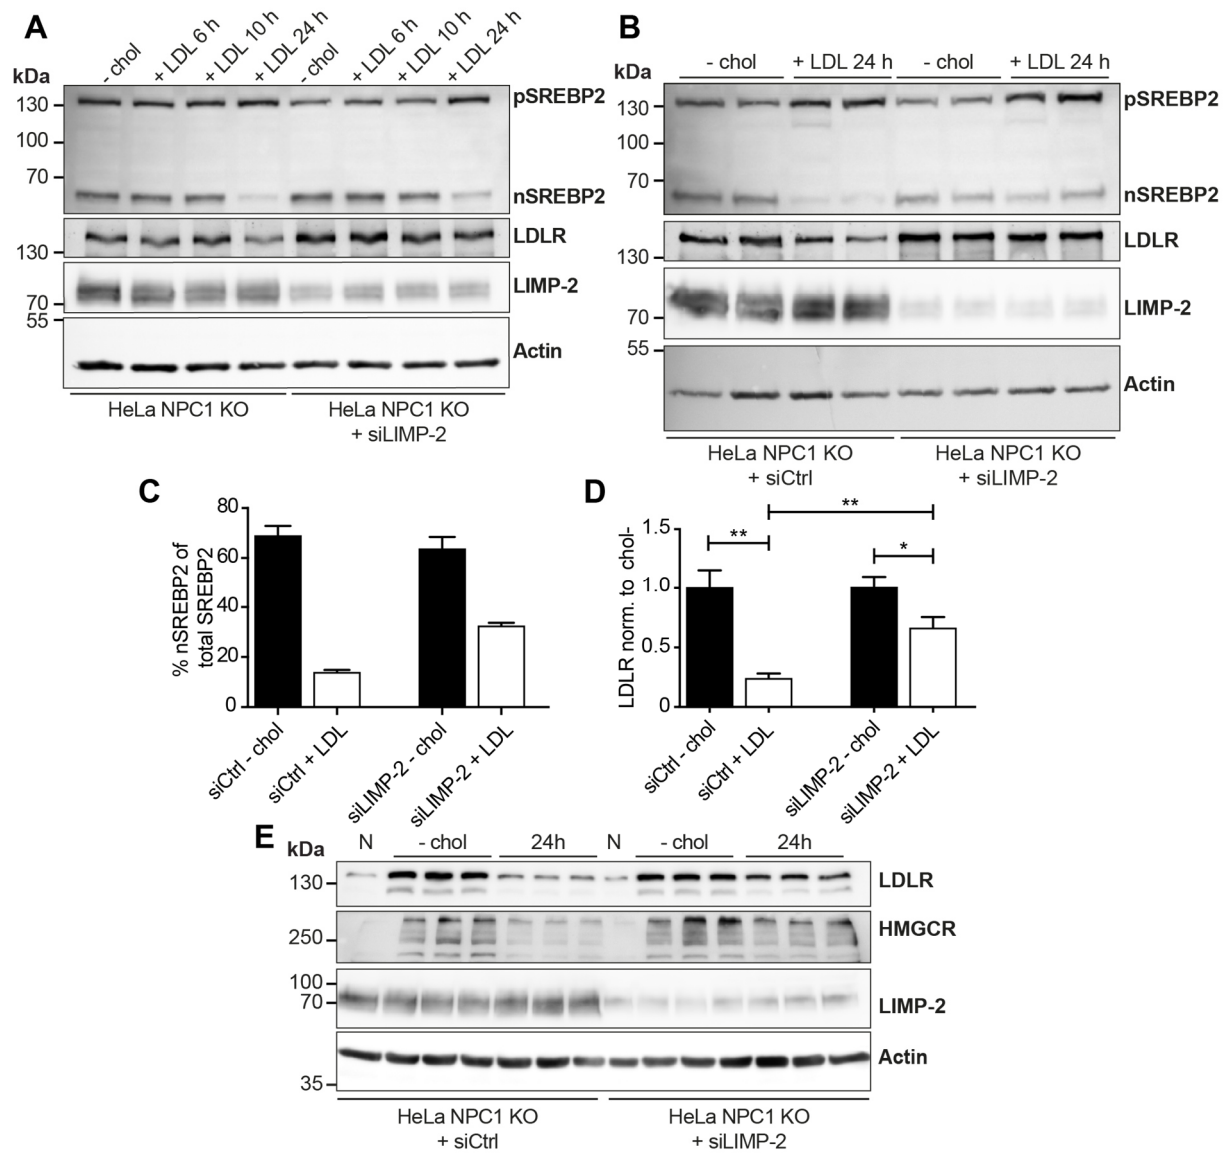 A
- chol
+ LDL 6 h
+ LDL 10 h
+ LDL 24 h
- chol
+ LDL 6 h
+ LDL 10 h
+ LDL 24 h
kDa
130
pSREBP2
100
70
nSREBP2
LDLR
130
LIMP-2
70
55
Actin
HeLa NPC1 KO
HeLa NPC1 KO
+ siLIMP-2
B
- chol
+ LDL 24 h
- chol
+ LDL 24 h
kDa
130
pSREBP2
100
70
nSREBP2
LDLR
130
LIMP-2
70
55
Actin
HeLa NPC1 KO
+ siCtrl
HeLa NPC1 KO
+ siLIMP-2
C
% nSREBP2 of
total SREBP2
80
60
40
20
0
siCtrl - chol
siCtrl + LDL
siLIMP-2 - chol
siLIMP-2 + LDL
D
LDLR norm. to chol-
1.5
1.0
0.5
0
**
**
*
siCtrl - chol
siCtrl + LDL
siLIMP-2 - chol
siLIMP-2 + LDL
E
kDa
N
- chol
24h
N
- chol
24h
130
LDLR
250
HMGCR
100
70
LIMP-2
Actin
35
HeLa NPC1 KO
+ siCtrl
HeLa NPC1 KO
+ siLIMP-2